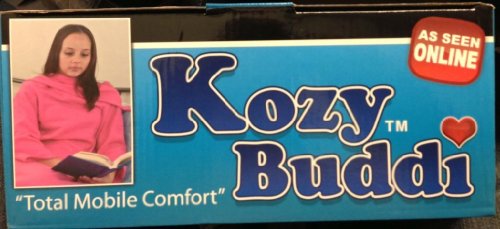 AS SEEN
ONLINE
Kozy™
Buddi
"Total Mobile Comfort"